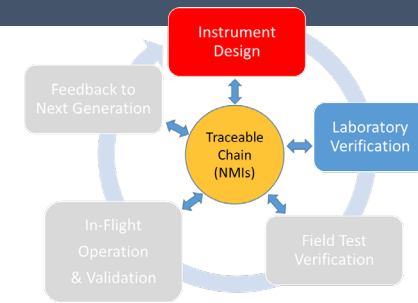 Instrument
Design
Feedback to
Next Generation
Traceable
Chain
(NMIs)
Laboratory
Verification
In-Flight
Operation
& Validation
Field Test
Verification